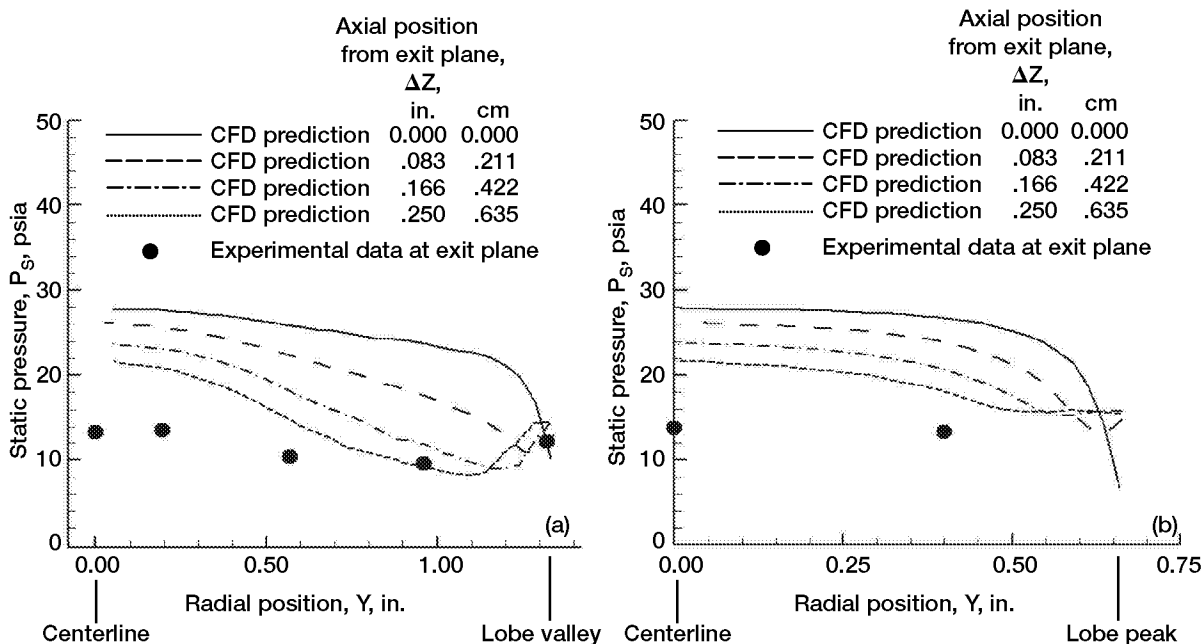 Axial position
from exit plane,
ΔZ,
in. cm
CFD prediction 0.000 0.000
CFD prediction .083 .211
CFD prediction .166 .422
CFD prediction .250 .635
Experimental data at exit plane
50
40
30
20
10
0
Static pressure, PS, psia
(a)
0.00 0.50 1.00
Radial position, Y, in.
Centerline Lobe valley
Axial position
from exit plane,
ΔZ,
in. cm
CFD prediction 0.000 0.000
CFD prediction .083 .211
CFD prediction .166 .422
CFD prediction .250 .635
Experimental data at exit plane
50
40
30
20
10
0
Static pressure, PS, psia
(b)
0.00 0.25 0.50 0.75
Radial position, Y, in.
Centerline Lobe peak